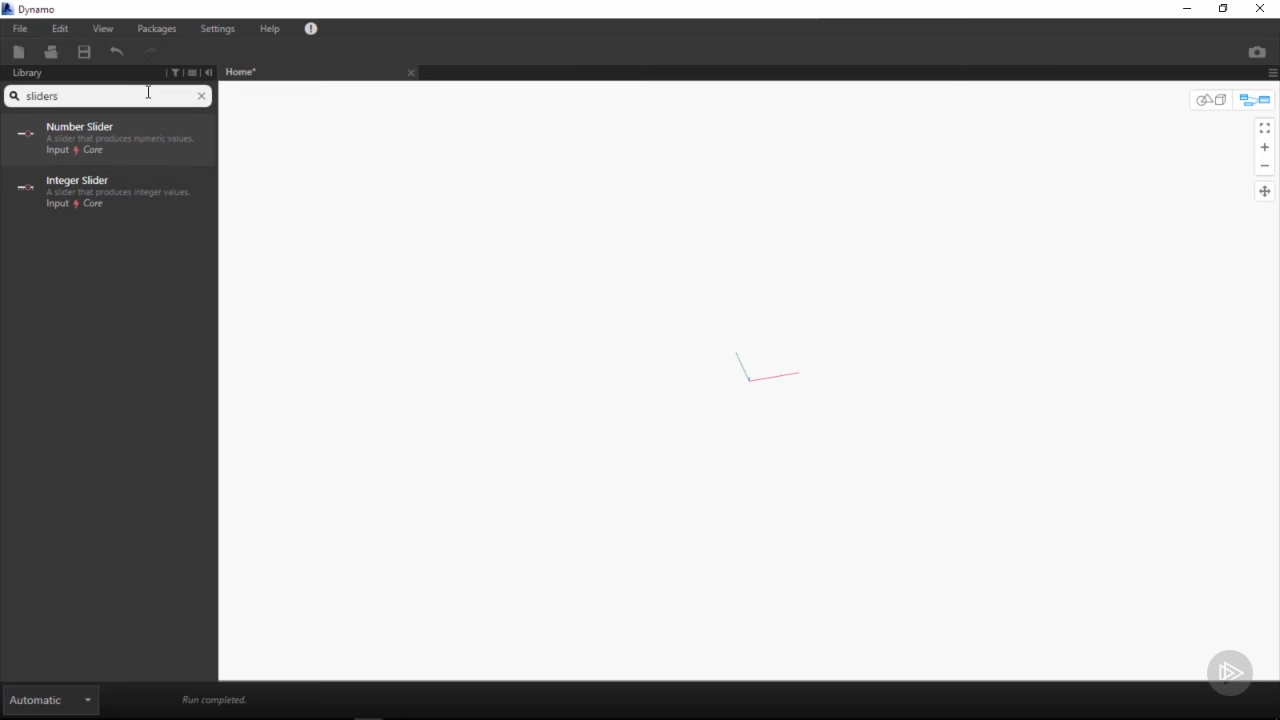 Dynamo
File Edit View Packages Settings Help
Library
Home*
sliders
Number Slider
A slider that produces numeric values.
Input Core
Integer Slider
A slider that produces integer values.
Input Core
Automatic
Run completed.